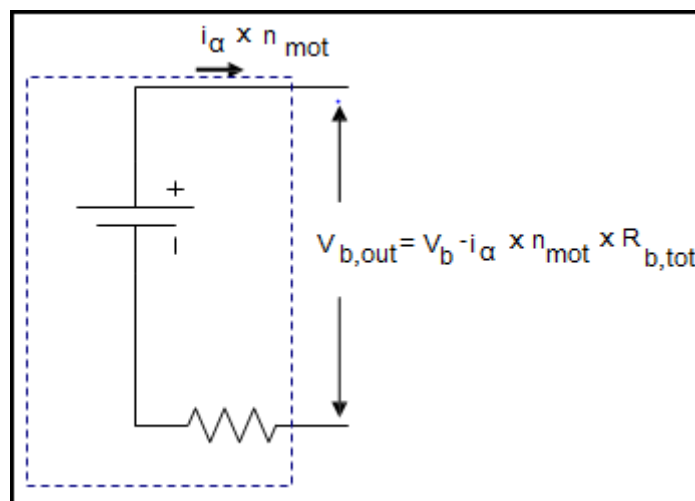 iα x n mot
+
–
V b,out = V b - iα x n mot x R b,tot